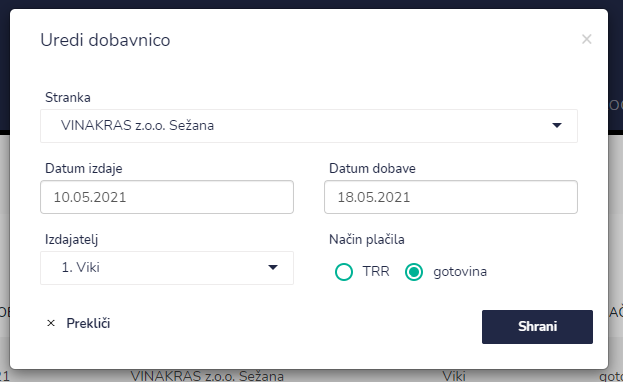 Uredi dobavnico
×
Stranka
VINAKRAS z.o.o. Sežana
Datum izdaje Datum dobave
10.05.2021 18.05.2021
Izdajatelj Način plačila
1. Viki TRR gotovina
× Prekliči Shrani
VINAKRAS z.o.o. Sežana Viki